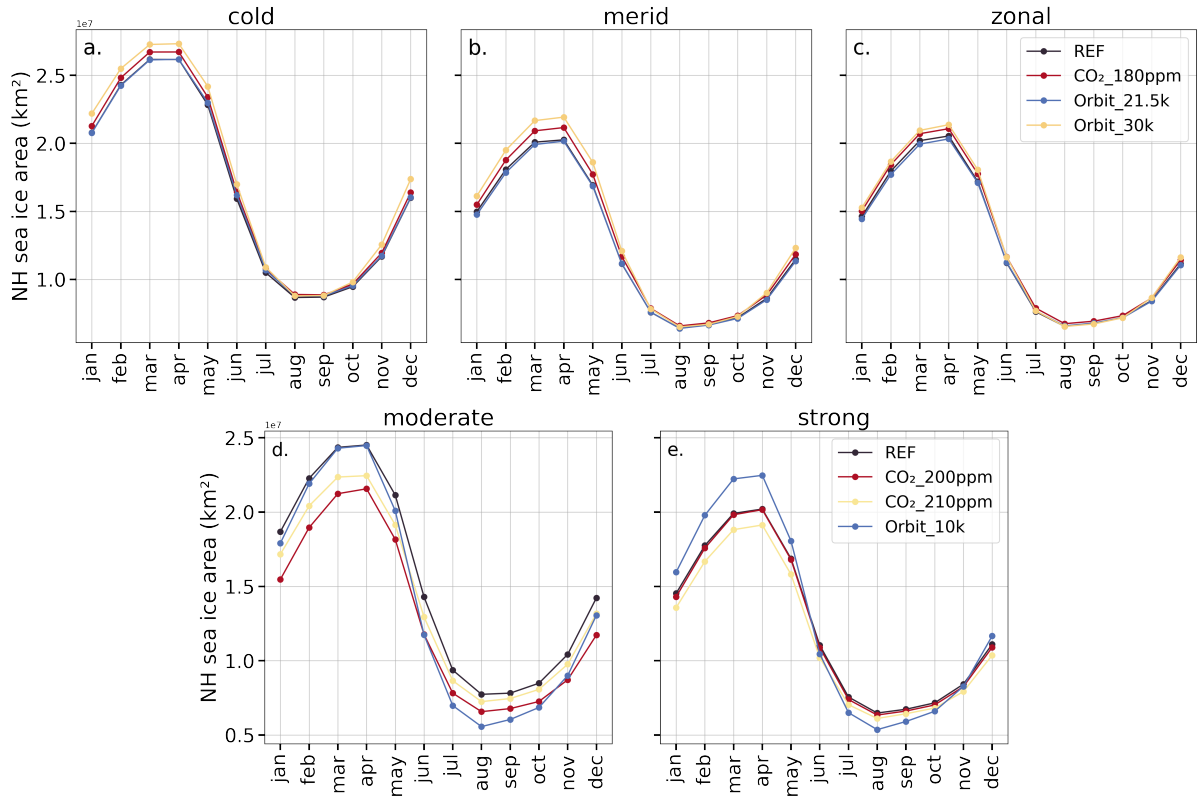 cold
merid
zonal
1e7
a.
b.
c.
NH sea ice area (km²)
2.5
2.0
1.5
1.0
REF
CO₂_180ppm
Orbit_21.5k
Orbit_30k
jan feb mar apr may jun jul aug sep oct nov dec
jan feb mar apr may jun jul aug sep oct nov dec
jan feb mar apr may jun jul aug sep oct nov dec
moderate
strong
1e7
d.
e.
NH sea ice area (km²)
2.5
2.0
1.5
1.0
0.5
REF
CO₂_200ppm
CO₂_210ppm
Orbit_10k
jan feb mar apr may jun jul aug sep oct nov dec
jan feb mar apr may jun jul aug sep oct nov dec